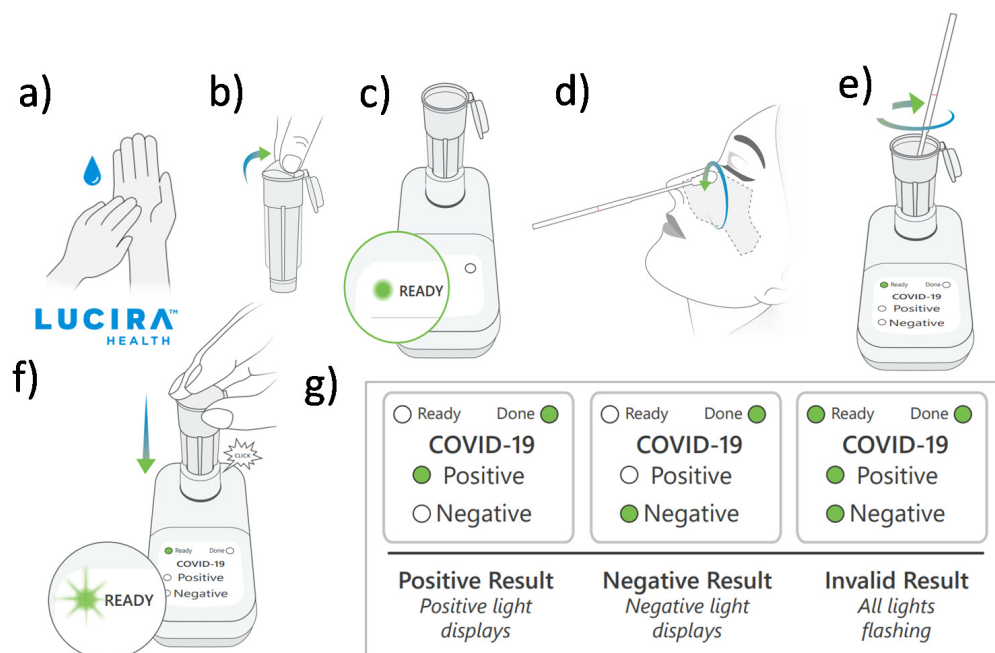 a)
b)
c)
d)
e)
READY
LUCIRA™
HEALTH
Ready Done
COVID-19
Positive
Negative
f)
CLICK
Ready Done
COVID-19
Positive
Negative
READY
g)
Ready Done
COVID-19
Positive
Negative
Positive Result
Positive light
displays
Ready Done
COVID-19
Positive
Negative
Negative Result
Negative light
displays
Ready Done
COVID-19
Positive
Negative
Invalid Result
All lights
flashing